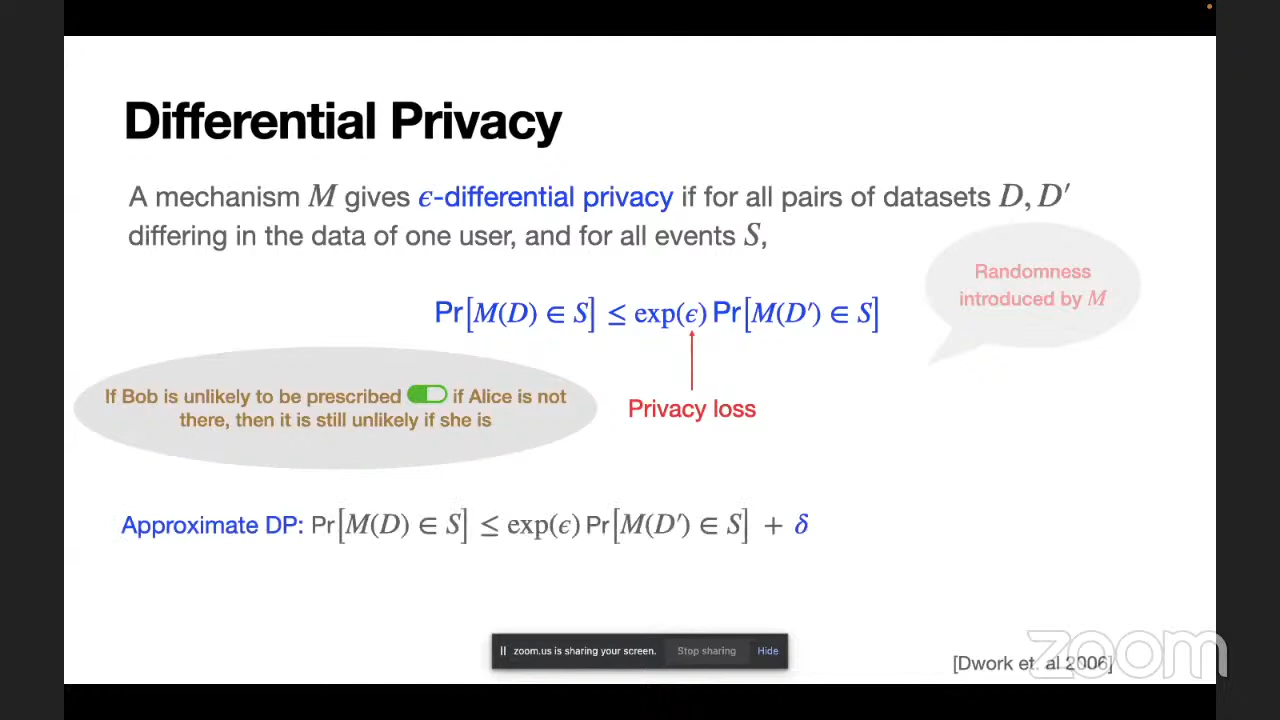 Differential Privacy
A mechanism M gives ϵ-differential privacy if for all pairs of datasets D, D′
differing in the data of one user, and for all events S,
Randomness
introduced by M
Pr[M(D) ∈ S] ≤ exp(ϵ) Pr[M(D′) ∈ S]
If Bob is unlikely to be prescribed if Alice is not
there, then it is still unlikely if she is
Privacy loss
Approximate DP: Pr[M(D) ∈ S] ≤ exp(ϵ) Pr[M(D′) ∈ S] + δ
zoom.us is sharing your screen. Stop sharing Hide
[Dwork et. al 2006]
zoom